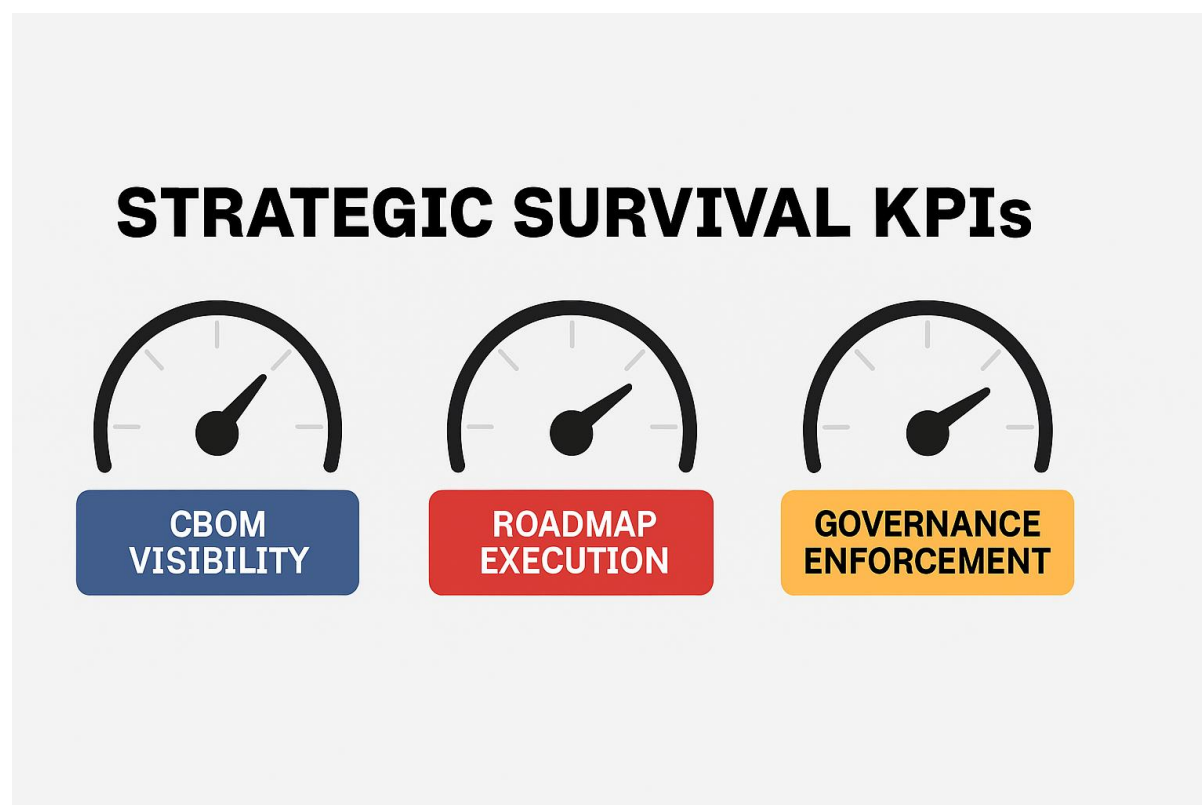 STRATEGIC SURVIVAL KPIs
CBOM
VISIBILITY
ROADMAP
EXECUTION
GOVERNANCE
ENFORCEMENT